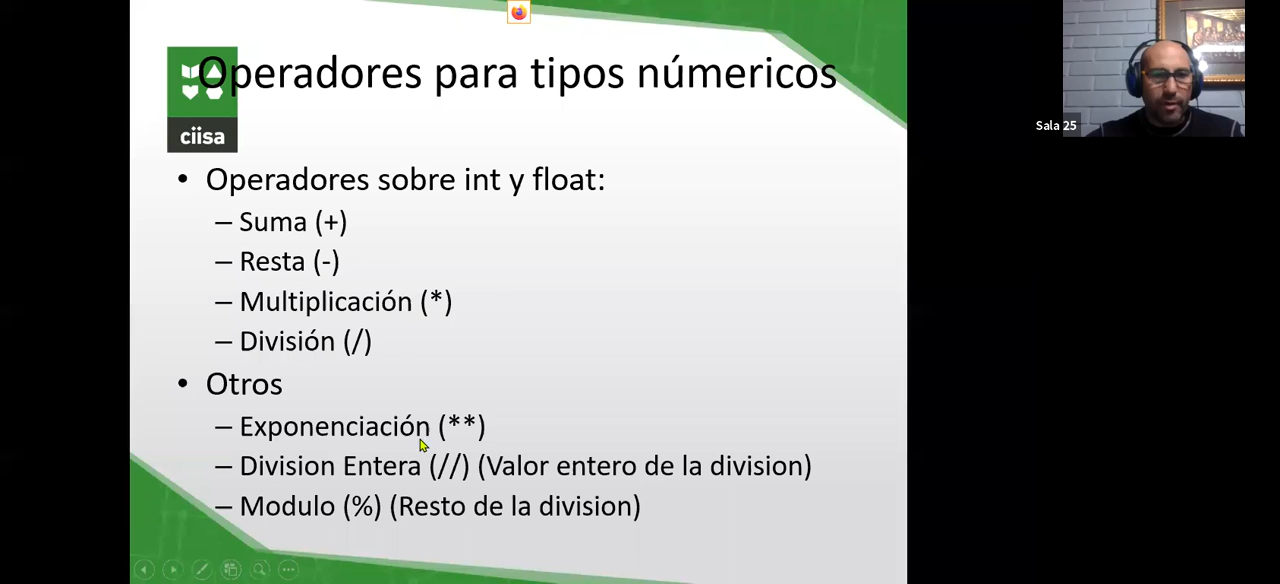 Operadores para tipos númericos
ciisa
• Operadores sobre int y float:
– Suma (+)
– Resta (-)
– Multiplicación (*)
– División (/)
• Otros
– Exponenciación (**)
– Division Entera (//) (Valor entero de la division)
– Modulo (%) (Resto de la division)
Sala 25